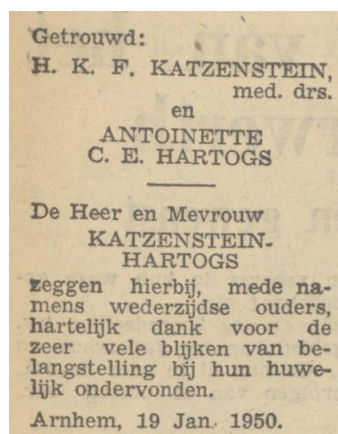 Getrouwd:
H. K. F. KATZENSTEIN,
med. drs.
en
ANTOINETTE
C. E. HARTOGS
De Heer en Mevrouw
KATZENSTEIN-
HARTOGS
zeggen hierbij, mede na-
mens wederzijdse ouders,
hartelijk dank voor de
zeer vele blijken van be-
langstelling bij hun huwe-
lijk ondervonden.
Arnhem, 19 Jan. 1950.